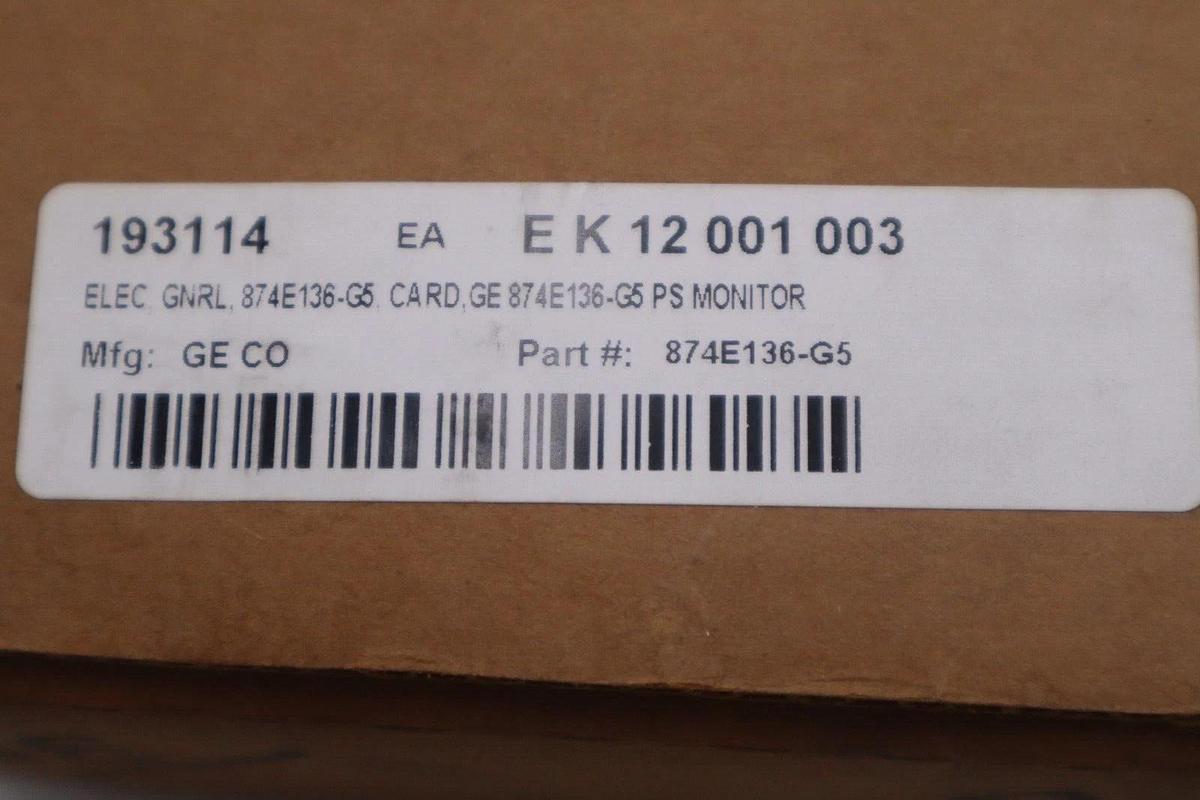 193114 EA E K 12 001 003
ELEC, GNRL, 874E136-G5, CARD,GE 874E136-G5 PS MONITOR
Mfg: GE CO Part #: 874E136-G5